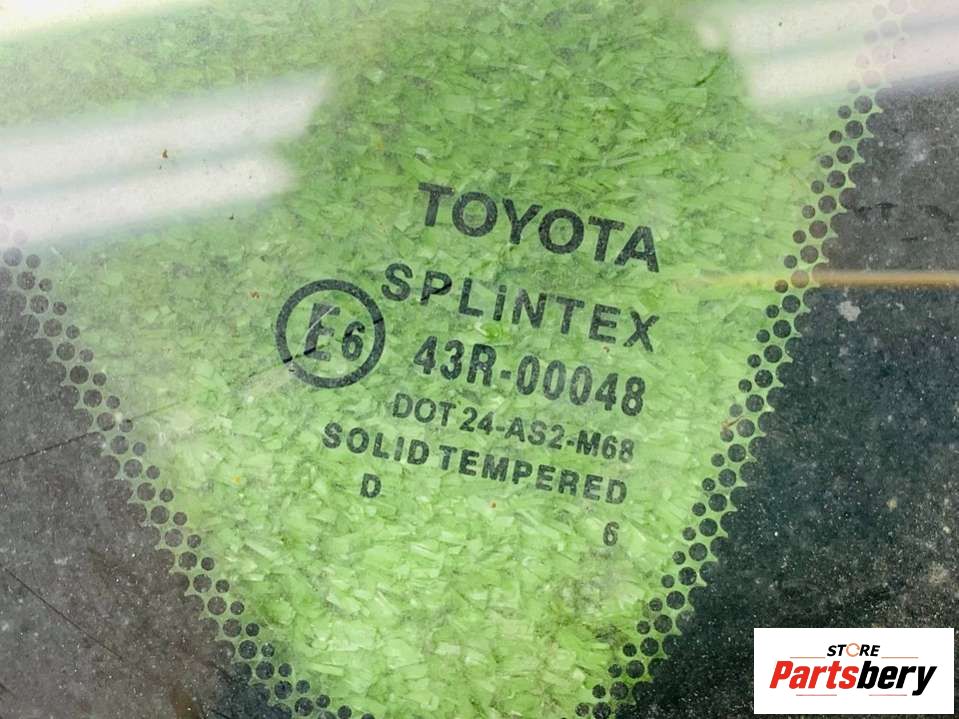 TOYOTA
SPLiNTEX
E6
43R-00048
DOT 24-AS2-M68
SOLID TEMPERED
D
6
STORE
Partsbery